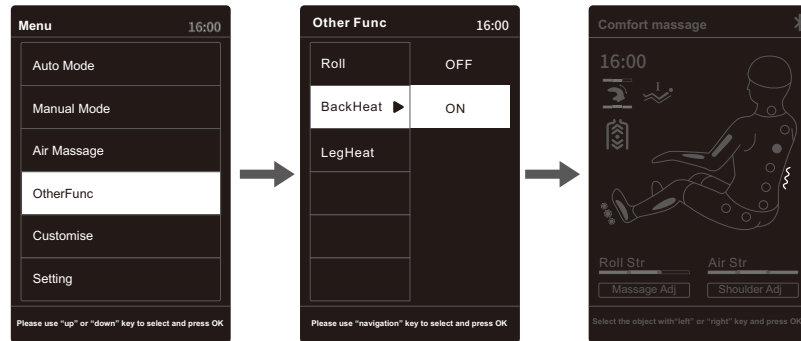 Menu 16:00
Auto Mode
Manual Mode
Air Massage
OtherFunc
Customise
Setting
Please use “up” or “down” key to select and press OK
Other Func 16:00
Roll OFF
BackHeat ON
LegHeat
Please use “navigation” key to select and press OK
Comfort massage
16:00
I
Roll Str Air Str
Massage Adj Shoulder Adj
Select the object with“left” or “right” key and press OK